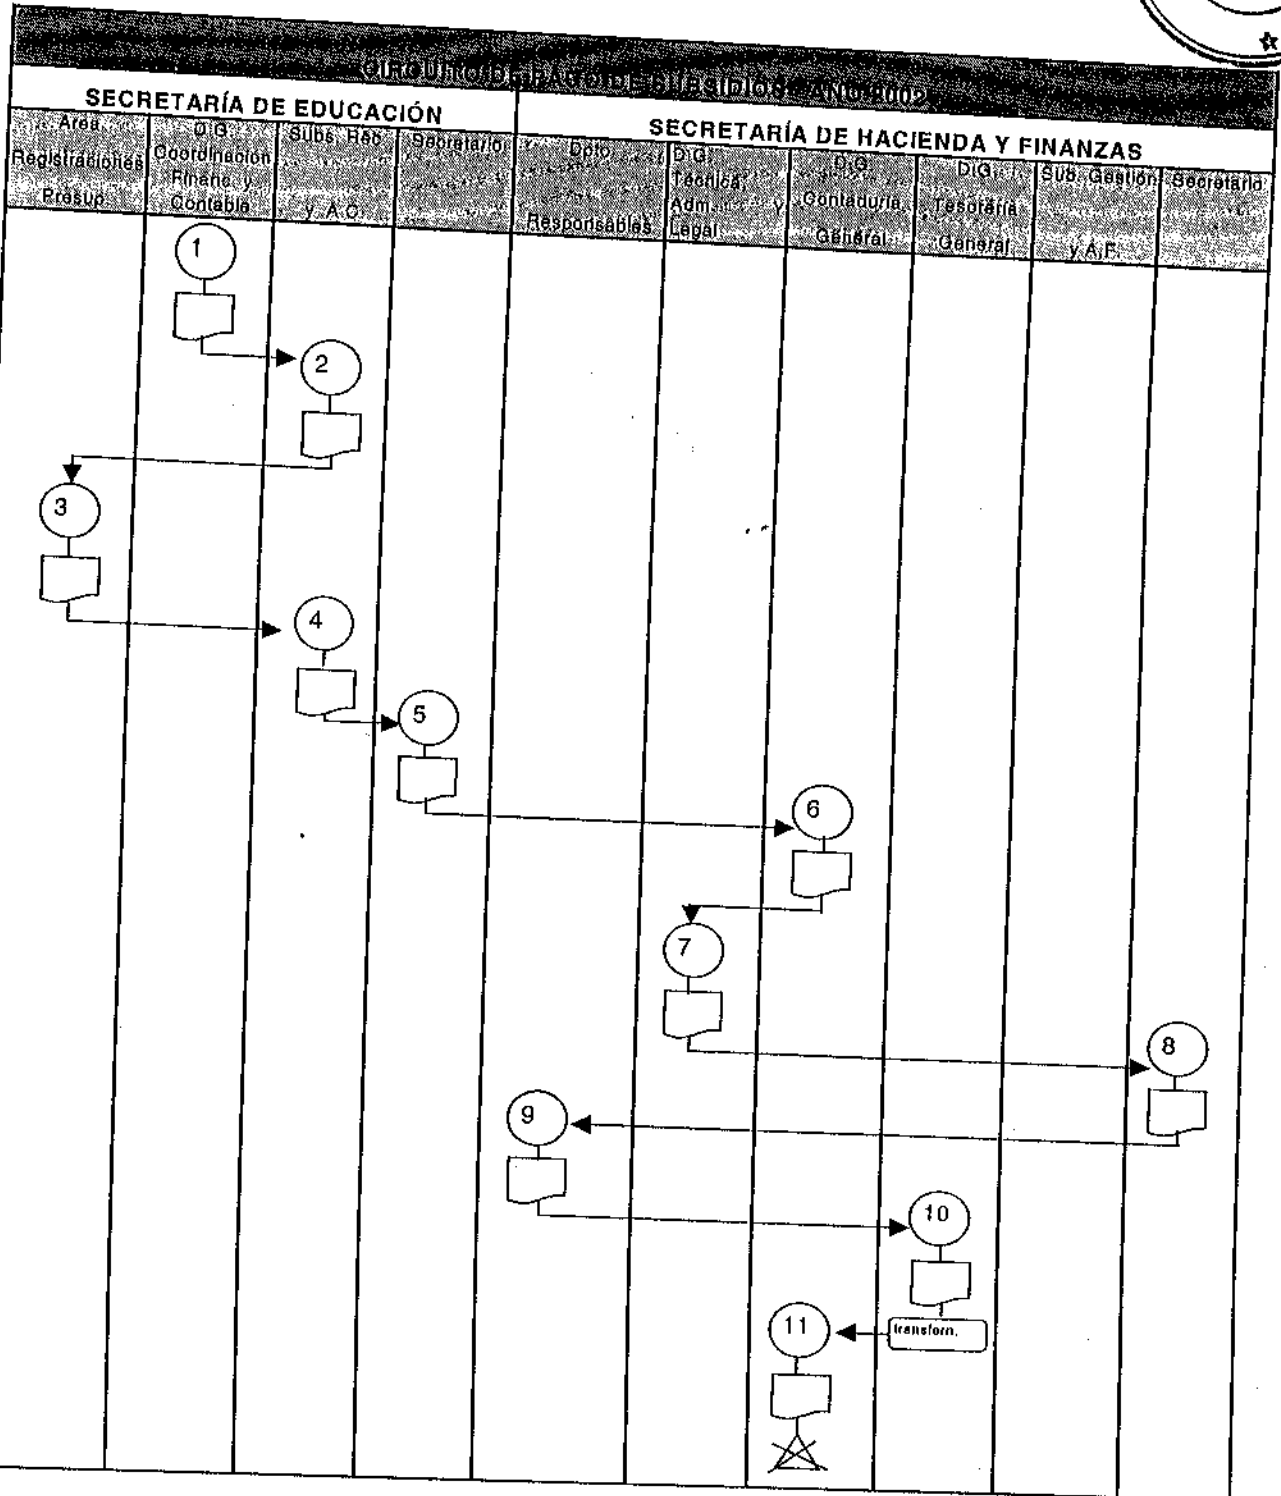 CIRCUITO DE PAGO DE SUBSIDIOS AÑO 2002
SECRETARÍA DE EDUCACIÓN
SECRETARÍA DE HACIENDA Y FINANZAS
Area
Registraciones
Presup.
D.G.
Coordinación
Financ. y
Contable
Subs. Rec.
y A.C.
Secretario
Dpto.
Responsables
D.G.
Técnica,
Adm. y
Legal
D.G.
Contaduría
General
D.G.
Tesorería
General
Sub. Gestión
y A.F.
Secretario
1
2
3
4
5
6
7
8
9
10
11
transforn.